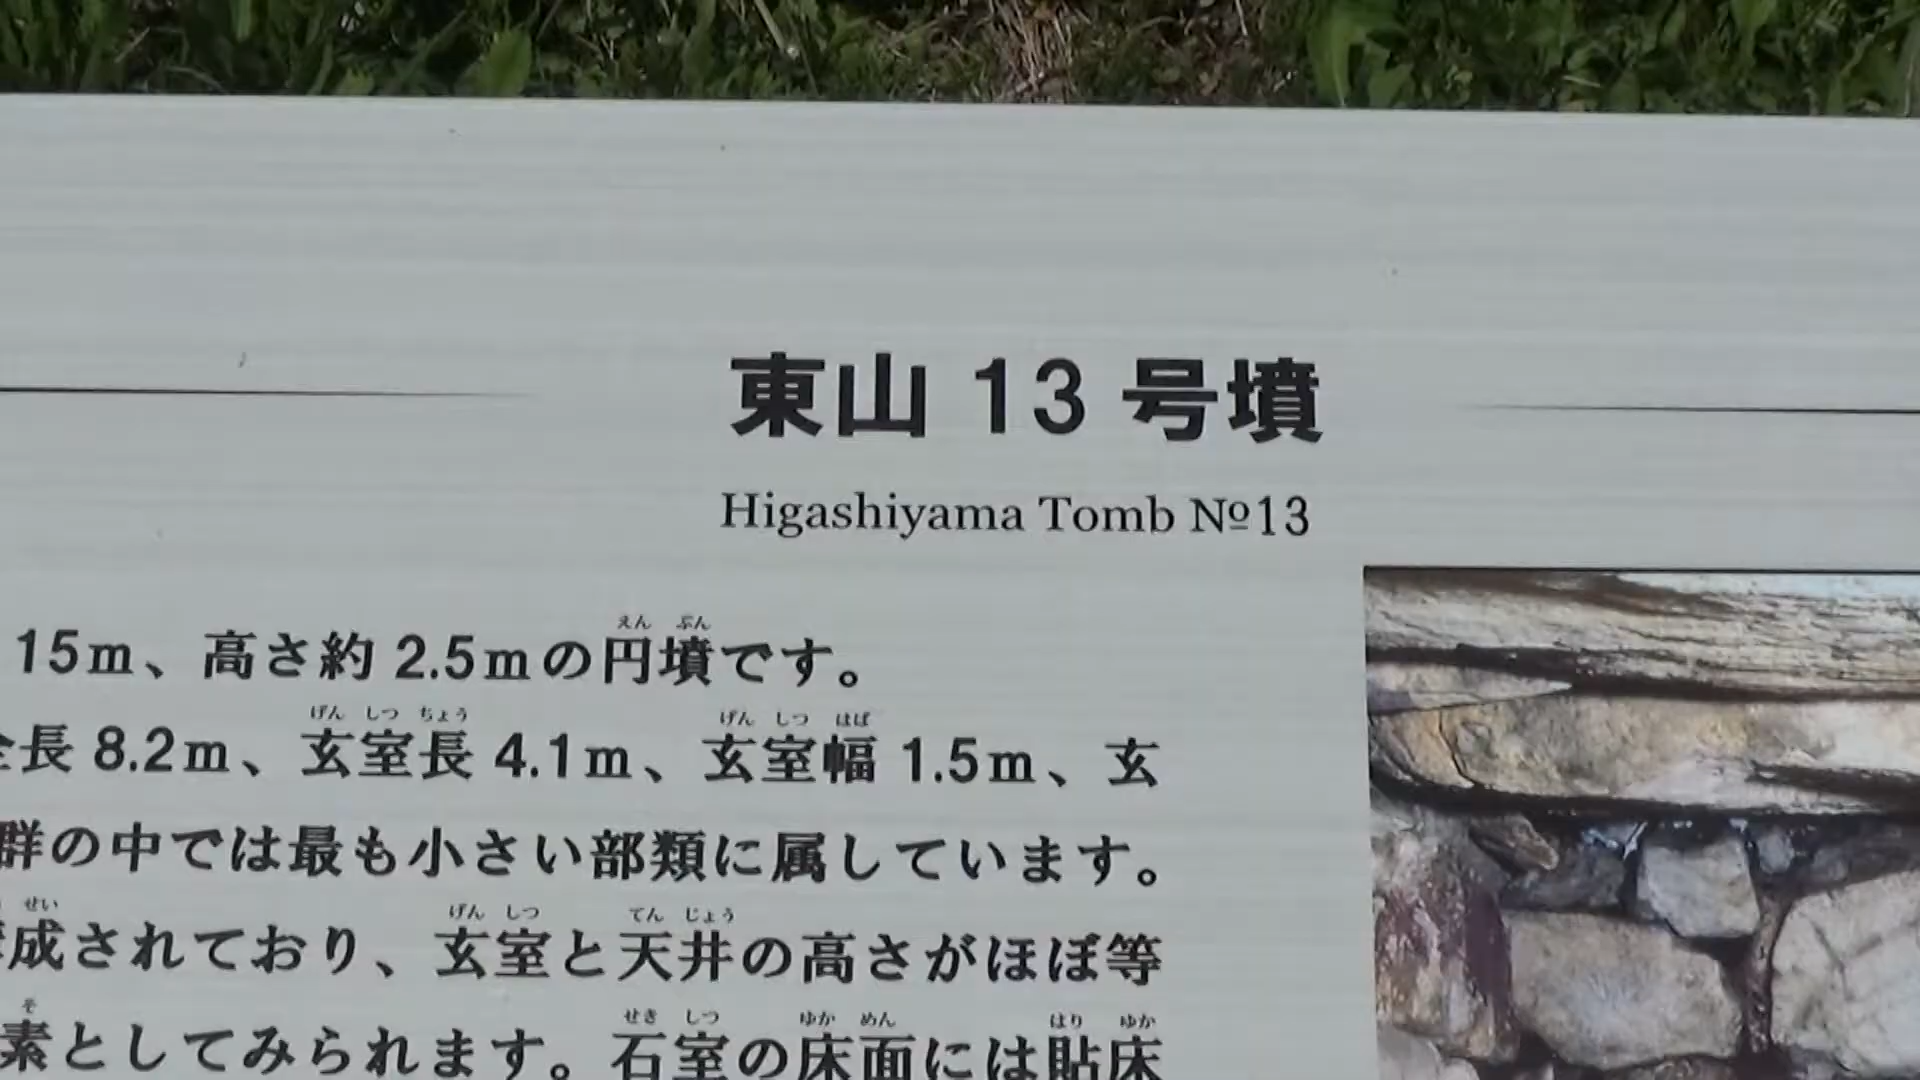 東山 13 号墳
Higashiyama Tomb №13
えん ぷん
15m、高さ約 2.5mの円墳です。
げん しつ ちょう げん しつ はば
全長 8.2m、玄室長 4.1m、玄室幅 1.5m、玄
群の中では最も小さい部類に属しています。
せい げん しつ てん じょう
成されており、玄室と天井の高さがほぼ等
そ せき しつ ゆか めん はり ゆか
素としてみられます。石室の床面には貼床